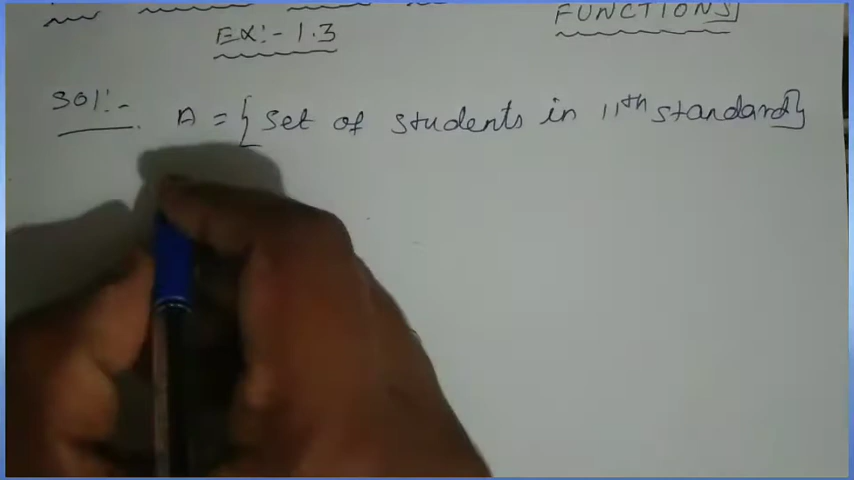 FUNCTIONS]
EX:- 1.3
Sol:- A = { set of students in 11th standard}